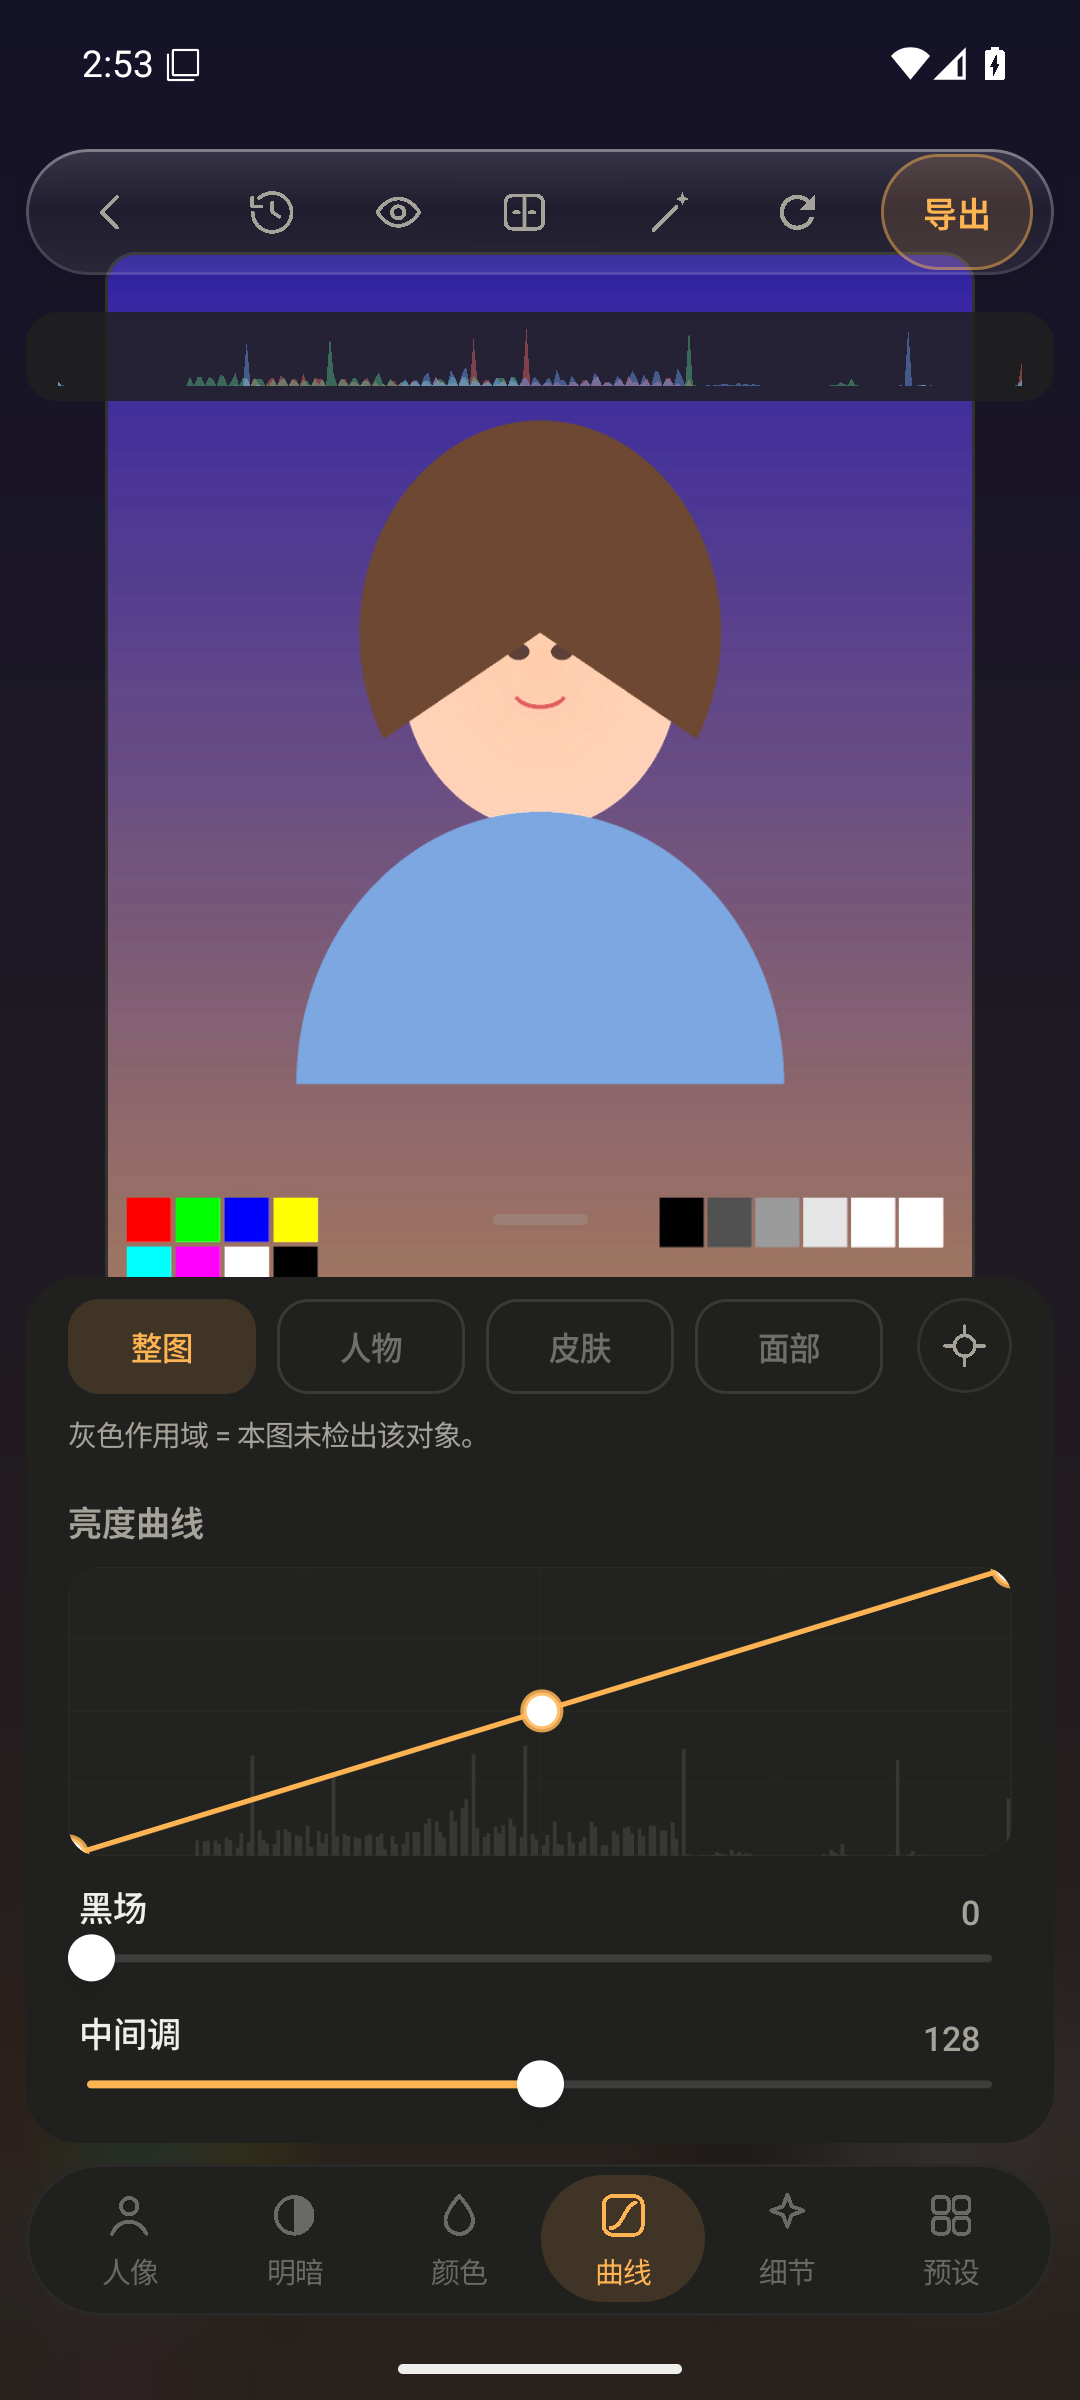 2:53
导出
整图
人物
皮肤
面部
灰色作用域 = 本图未检出该对象。
亮度曲线
黑场
0
中间调
128
人像
明暗
颜色
曲线
细节
预设